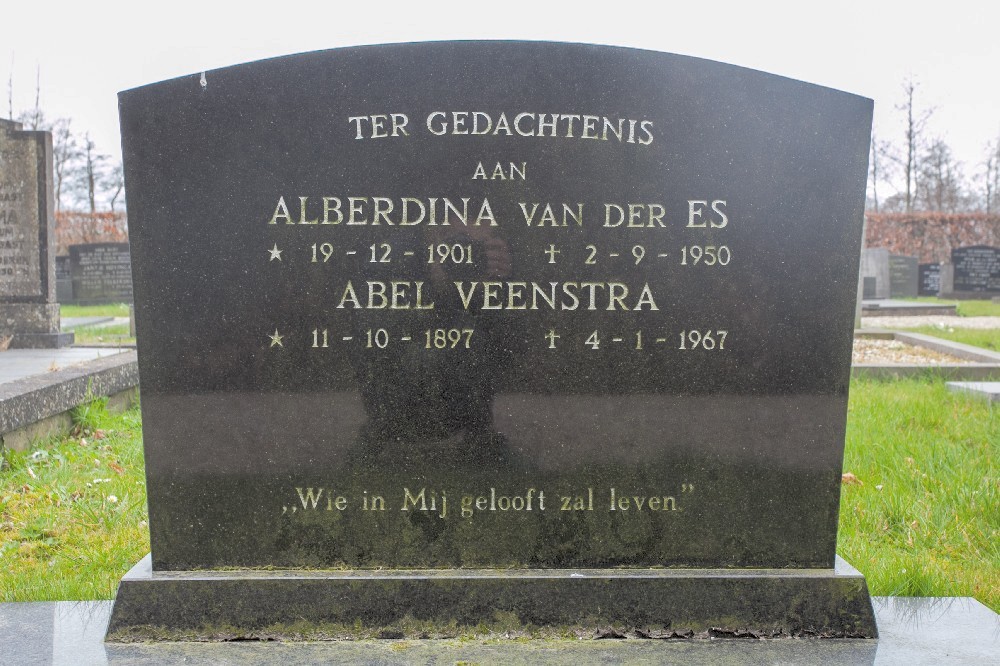 TER GEDACHTENIS
AAN
ALBERDINA VAN DER ES
★ 19 - 12 - 1901 ✝ 2 - 9 - 1950
ABEL VEENSTRA
★ 11 - 10 - 1897 ✝ 4 - 1 - 1967
„Wie in Mij gelooft zal leven."